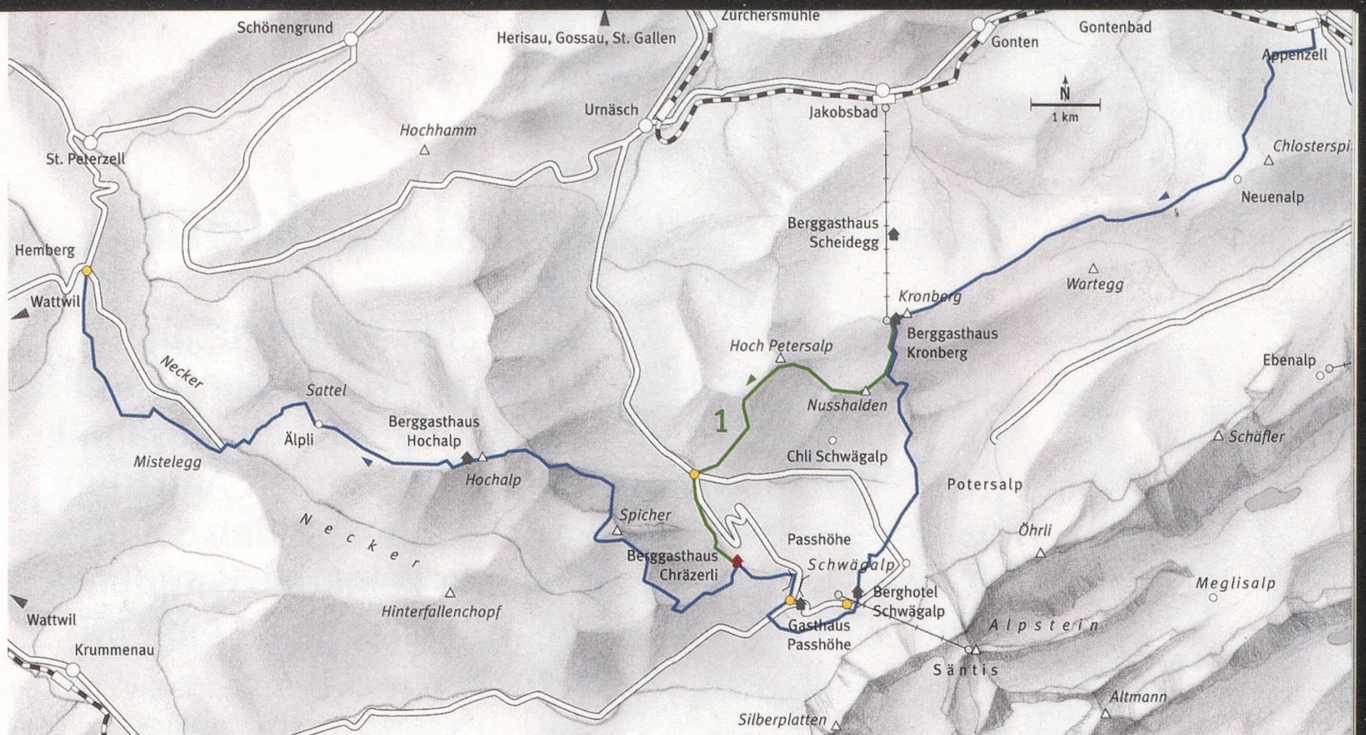 Zürchersmühle
Schönengrund
Herisau, Gossau, St. Gallen
Gonten
Gontenbad
Appenzell
Urnäsch
Jakobsbad
N
1 km
Hochhamm
St. Peterzell
Chlosterspi
Neuenalp
Berggasthaus
Scheidegg
Hemberg
Wattwil
Wartegg
Kronberg
Berggasthaus
Kronberg
Hoch Petersalp
Ebenalp
Necker
Sattel
Nusshalden
1
Berggasthaus
Hochalp
Älpli
Schäfler
Chli Schwägalp
Mistelegg
Hochalp
Potersalp
Spicher
Necker
Öhrli
Passhöhe
Berggasthaus
Chräzerli
Schwägalp
Meglisalp
Berghotel
Schwägalp
Hinterfallenchopf
Wattwil
Gasthaus
Passhöhe
Alpstein
Krummenau
Säntis
Altmann
Silberplatten